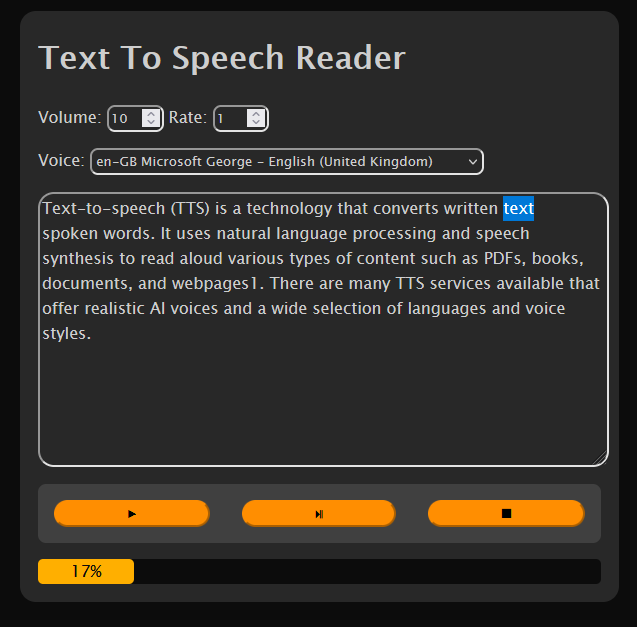 Text To Speech Reader
Volume: 10 Rate: 1
Voice: en-GB Microsoft George - English (United Kingdom)
Text-to-speech (TTS) is a technology that converts written text
spoken words. It uses natural language processing and speech
synthesis to read aloud various types of content such as PDFs, books,
documents, and webpages1. There are many TTS services available that
offer realistic AI voices and a wide selection of languages and voice
styles.
17%